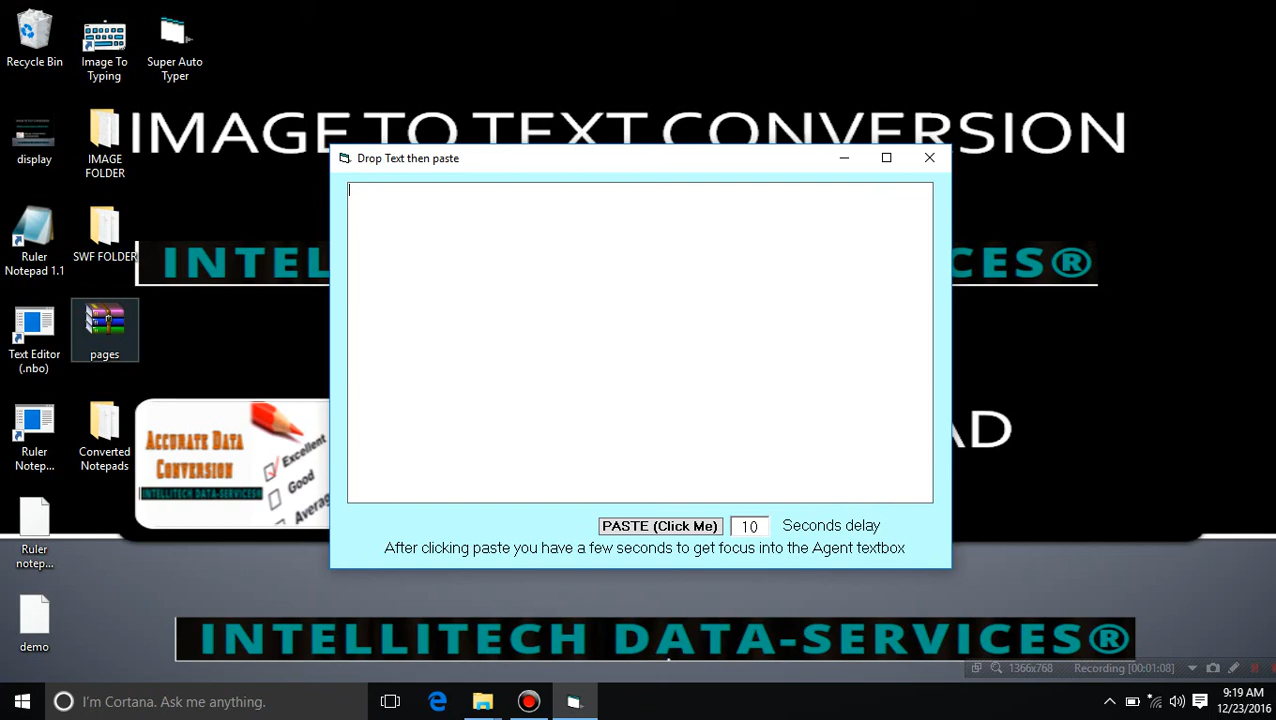 Recycle Bin
Image To
Typing
Super Auto
Typer
display
IMAGE
FOLDER
Ruler
Notepad 1.1
SWF FOLDER
Text Editor
(.nbo)
pages
Ruler
Notep...
Converted
Notepads
Ruler
notep...
demo
IMAGE TO TEXT CONVERSION
INTEL
CES®
AD
ACCURATE DATA
CONVERSION
INTELLITECH DATA-SERVICES®
Excellent
Good
Averag
Drop Text then paste
PASTE (Click Me)
10
Seconds delay
After clicking paste you have a few seconds to get focus into the Agent textbox
INTELLITECH DATA-SERVICES®
1366x768
Recording [00:01:08]
I'm Cortana. Ask me anything.
9:19 AM
12/23/2016